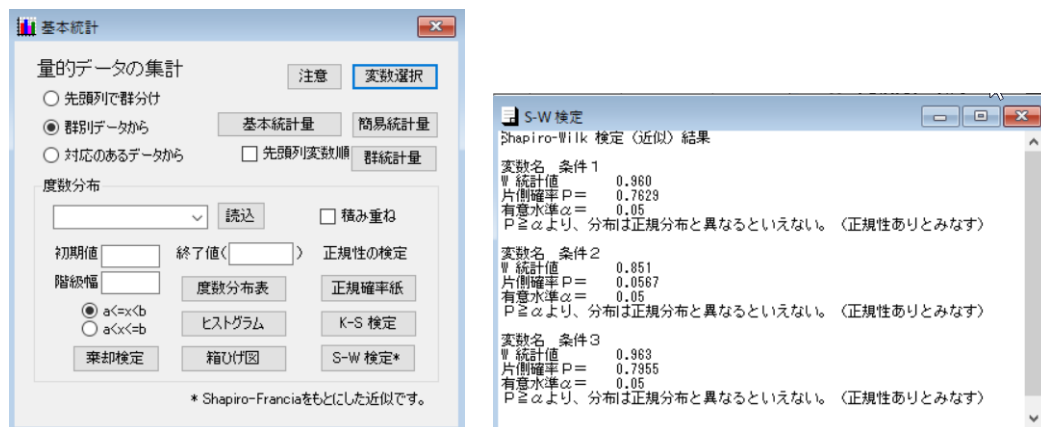 基本統計
量的データの集計
注意 変数選択
先頭列で群分け
群別データから 基本統計量 簡易統計量
対応のあるデータから 先頭列変数順 群統計量
度数分布
読込 積み重ね
初期値 終了値( ) 正規性の検定
階級幅 度数分布表 正規確率紙
a<=x<b
a<x<=b
ヒストグラム K-S 検定
棄却検定 箱ひげ図 S-W 検定*
* Shapiro-Franciaをもとにした近似です。
S-W 検定
Shapiro-Wilk 検定（近似）結果
変数名 条件１
W 統計値 0.960
片側確率Ｐ＝ 0.7629
有意水準α＝ 0.05
Ｐ≧αより、分布は正規分布と異なるといえない。（正規性ありとみなす）
変数名 条件２
W 統計値 0.851
片側確率Ｐ＝ 0.0567
有意水準α＝ 0.05
Ｐ≧αより、分布は正規分布と異なるといえない。（正規性ありとみなす）
変数名 条件３
W 統計値 0.963
片側確率Ｐ＝ 0.7955
有意水準α＝ 0.05
Ｐ≧αより、分布は正規分布と異なるといえない。（正規性ありとみなす）